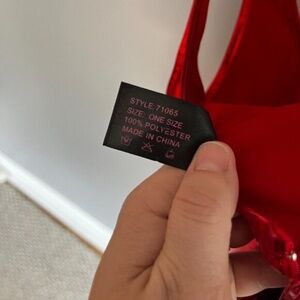 STYLE:71065
SIZE: ONE SIZE
100% POLYESTER
MADE IN CHINA